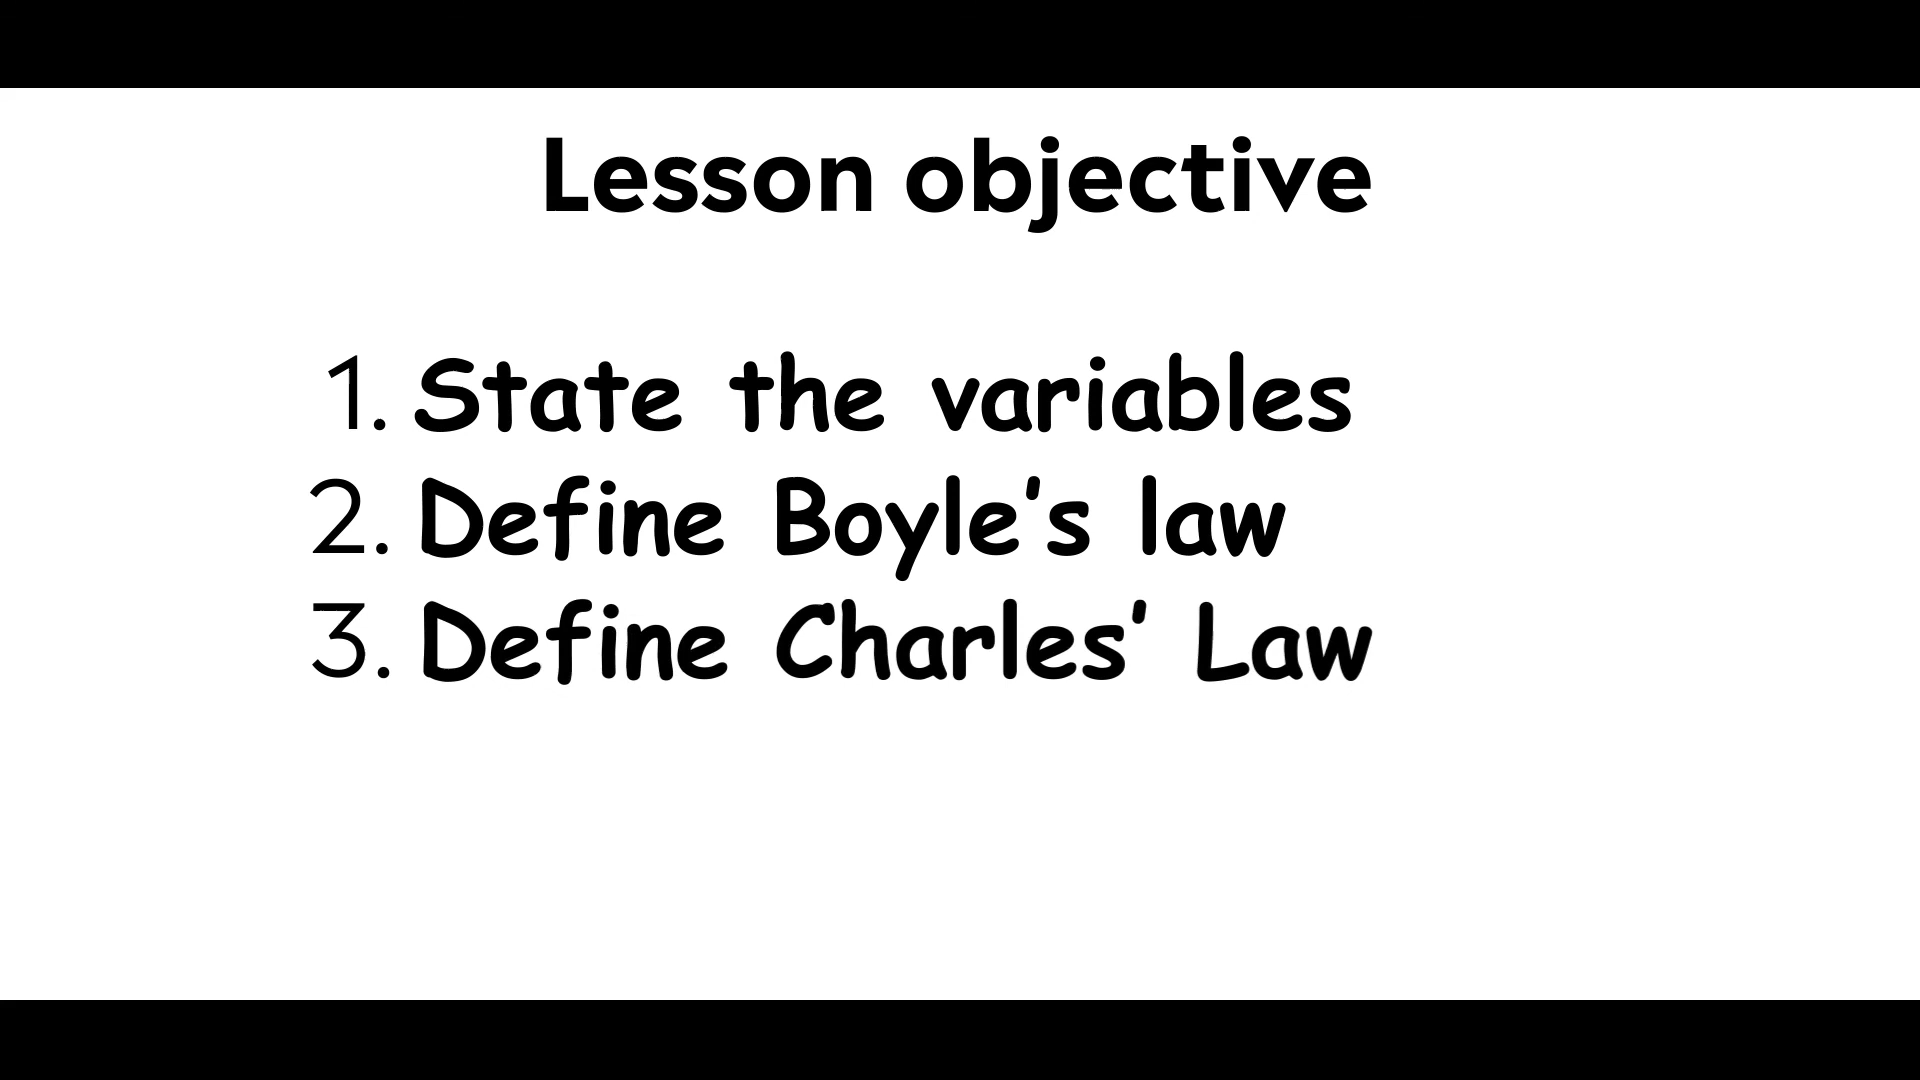 Lesson objective
1. State the variables
2. Define Boyle's law
3. Define Charles' Law